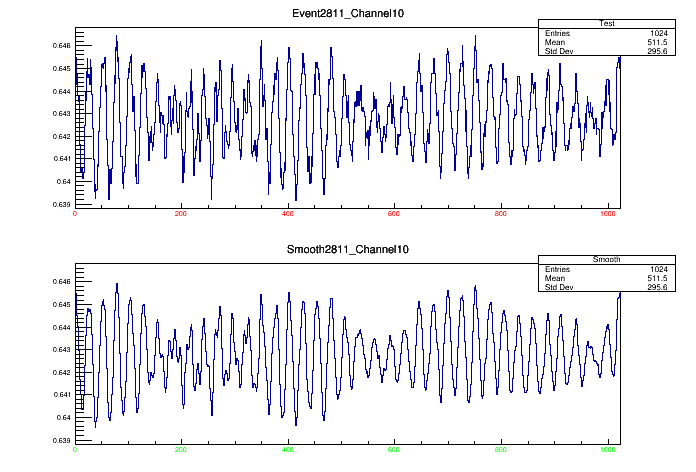 Event2811_Channel10
Test
Entries 1024
Mean 511.5
Std Dev 295.6
0.646
0.645
0.644
0.643
0.642
0.641
0.64
0.639
0 200 400 600 800 1000
Smooth2811_Channel10
Smooth
Entries 1024
Mean 511.5
Std Dev 295.6
0.646
0.645
0.644
0.643
0.642
0.641
0.64
0.639
0 200 400 600 800 1000